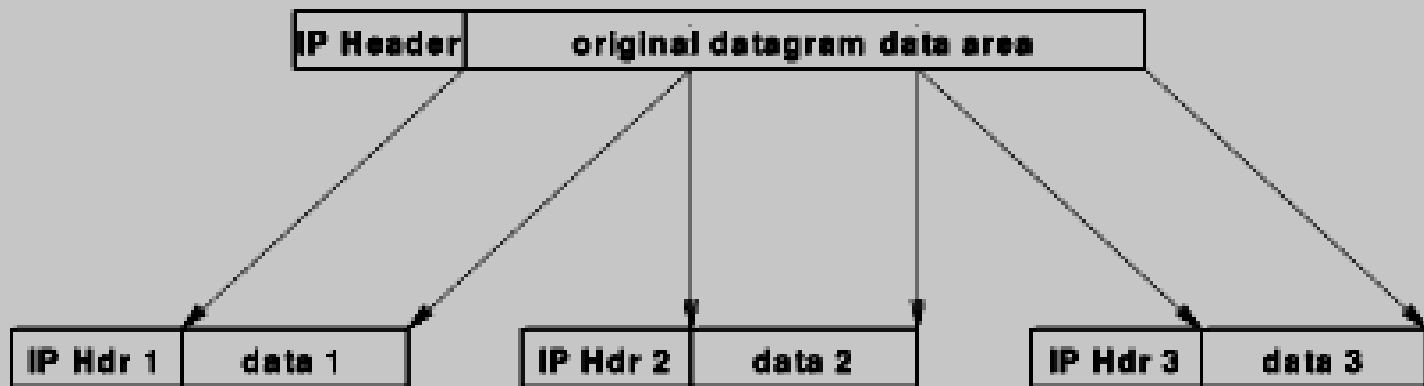 IP Header original datagram data area
IP Hdr 1 data 1 IP Hdr 2 data 2 IP Hdr 3 data 3